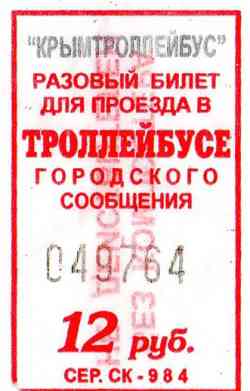 "КРЫМТРОЛЛЕЙБУС"
РАЗОВЫЙ БИЛЕТ
ДЛЯ ПРОЕЗДА В
ТРОЛЛЕЙБУСЕ
ГОРОДСКОГО
СООБЩЕНИЯ
049764
12 руб.
СЕР. СК - 984